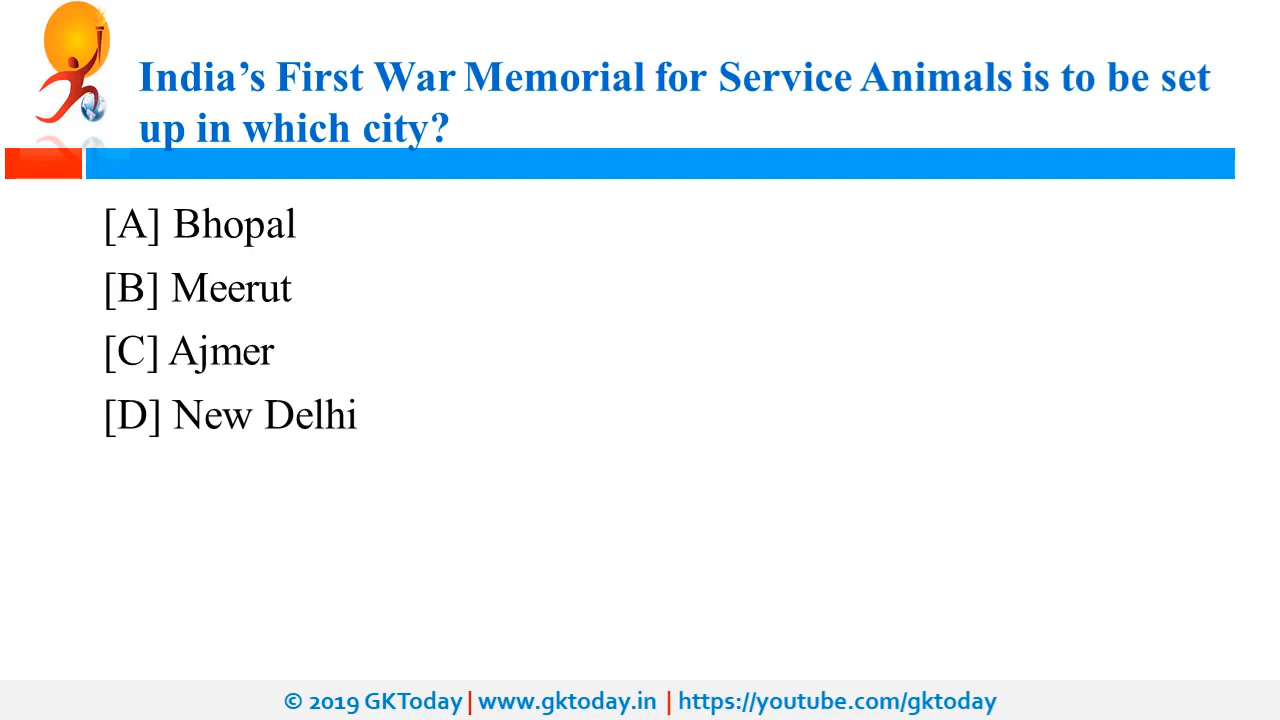 India’s First War Memorial for Service Animals is to be set
up in which city?
[A] Bhopal
[B] Meerut
[C] Ajmer
[D] New Delhi
© 2019 GKToday | www.gktoday.in | https://youtube.com/gktoday